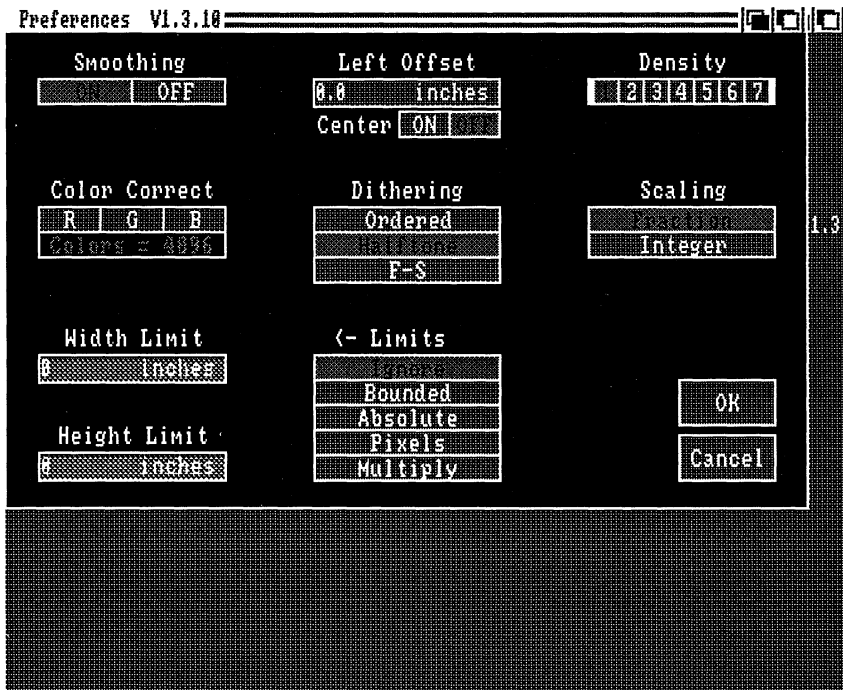 Preferences V1.3.10
Smoothing
ON OFF
Left Offset
0.0 inches
Center ON OFF
Density
1 2 3 4 5 6 7
Color Correct
R G B
Colors = 4096
Dithering
Ordered
Halftone
F-S
Scaling
Fraction
Integer
1.3
Width Limit
0 inches
Height Limit
0 inches
<- Limits
Ignore
Bounded
Absolute
Pixels
Multiply
OK
Cancel